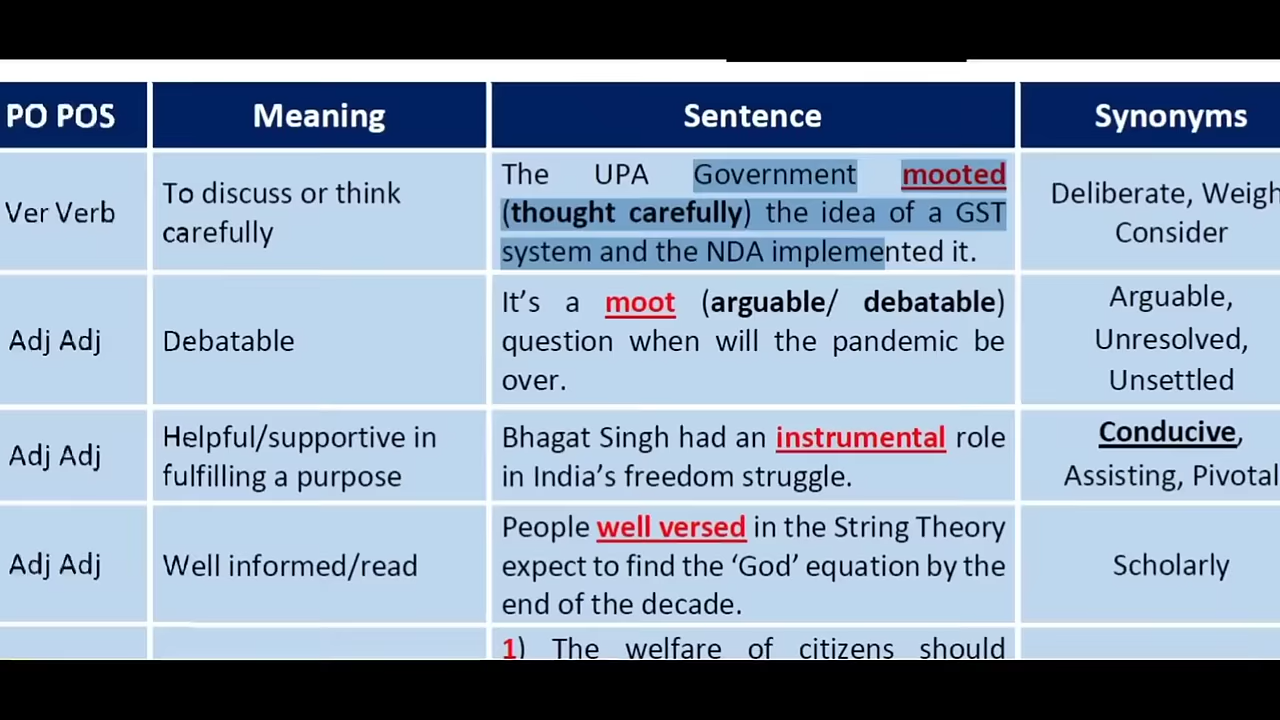 PO POS
Meaning
Sentence
Synonyms
Ver Verb
To discuss or think
carefully
The UPA Government mooted
(thought carefully) the idea of a GST
system and the NDA implemented it.
Deliberate, Weigh
Consider
Adj Adj
Debatable
It's a moot (arguable/ debatable)
question when will the pandemic be
over.
Arguable,
Unresolved,
Unsettled
Adj Adj
Helpful/supportive in
fulfilling a purpose
Bhagat Singh had an instrumental role
in India's freedom struggle.
Conducive,
Assisting, Pivotal
Adj Adj
Well informed/read
People well versed in the String Theory
expect to find the ‘God’ equation by the
end of the decade.
Scholarly
1) The welfare of citizens should